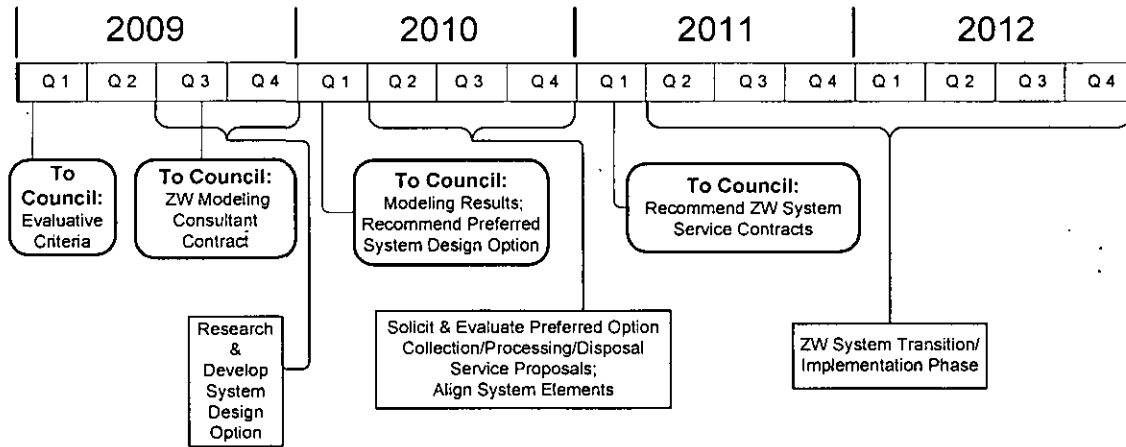 2009 2010 2011 2012
Q 1 Q 2 Q 3 Q 4 Q 1 Q 2 Q 3 Q 4 Q 1 Q 2 Q 3 Q 4 Q 1 Q 2 Q 3 Q 4
To
Council:
Evaluative
Criteria
To Council:
ZW Modeling
Consultant
Contract
To Council:
Modeling Results;
Recommend Preferred
System Design Option
To Council:
Recommend ZW System
Service Contracts
Research
&
Develop
System
Design
Option
Solicit & Evaluate Preferred Option
Collection/Processing/Disposal
Service Proposals;
Align System Elements
ZW System Transition/
Implementation Phase